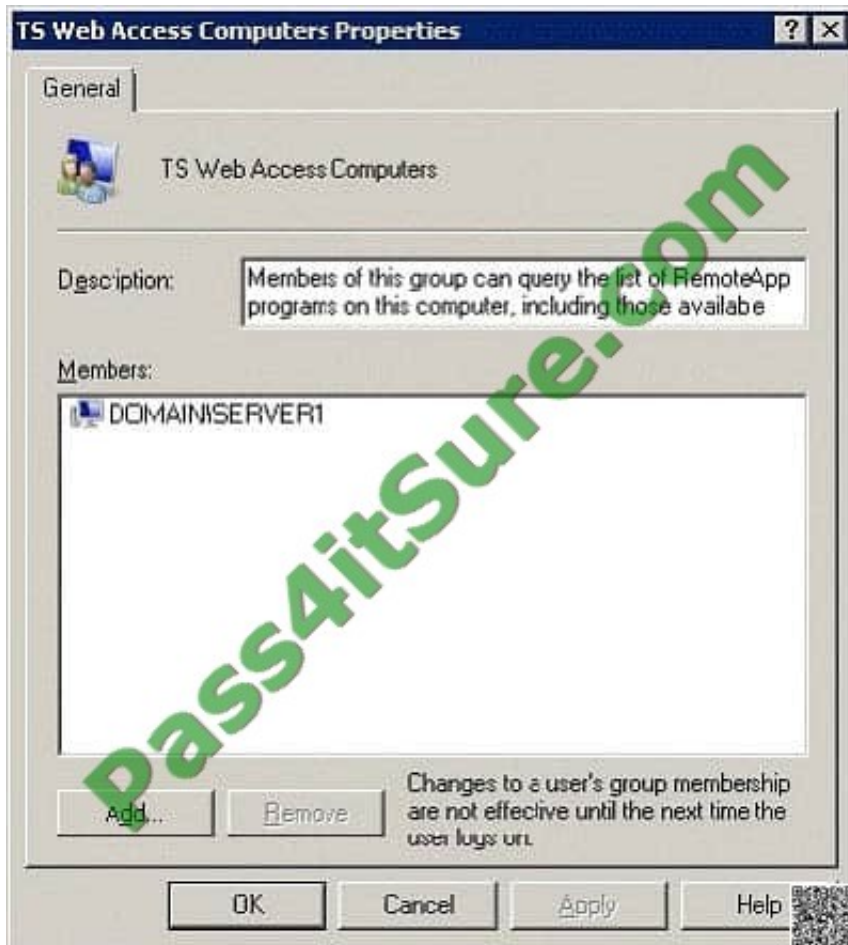 TS Web Access Computers Properties
General
TS Web Access Computers
Description:
Members of this group can query the list of RemoteApp
programs on this computer, including those availabe
Members:
DOMAIN\SERVER1
Pass4itSure.com
Add...
Remove
Changes to a user's group membership
are not effective until the next time the
user logs on.
OK
Cancel
Apply
Help